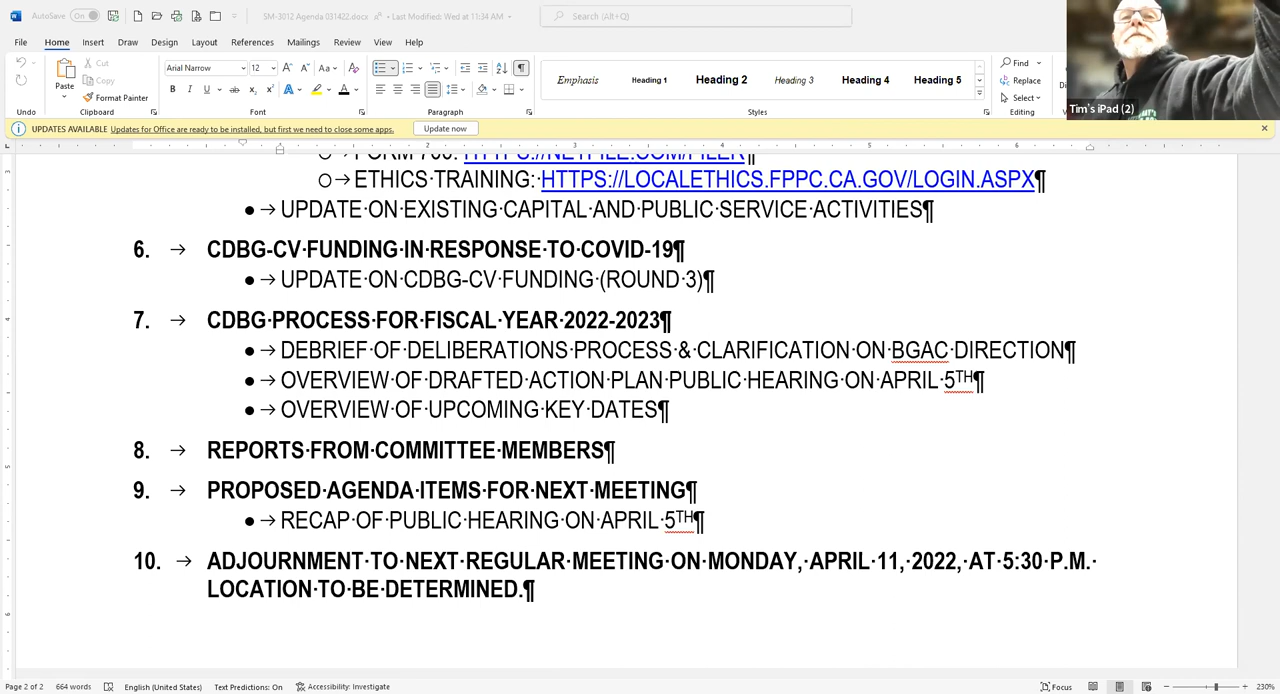 AutoSave
On
SM-3012 Agenda 031422.docx
• Last Modified: Wed at 11:34 AM
Search (Alt+Q)
File Home Insert Draw Design Layout References Mailings Review View Help
Undo
Paste
Cut
Copy
Format Painter
Clipboard
Arial Narrow 12
Font
Paragraph
Emphasis Heading 1 Heading 2 Heading 3 Heading 4 Heading 5
Styles
Find
Replace
Select
Editing
Tim's iPad (2)
UPDATES AVAILABLE Updates for Office are ready to be installed, but first we need to close some apps. Update now
FORM 700: HTTPS://NETFILE.COM/FILER¶
○→ETHICS·TRAINING:·HTTPS://LOCALETHICS.FPPC.CA.GOV/LOGIN.ASPX¶
●→UPDATE·ON·EXISTING·CAPITAL·AND·PUBLIC·SERVICE·ACTIVITIES¶
6. → CDBG-CV·FUNDING·IN·RESPONSE·TO·COVID-19¶
●→UPDATE·ON·CDBG-CV·FUNDING·(ROUND·3)¶
7. → CDBG·PROCESS·FOR·FISCAL·YEAR·2022-2023¶
●→DEBRIEF·OF·DELIBERATIONS·PROCESS·&·CLARIFICATION·ON·BGAC·DIRECTION¶
●→OVERVIEW·OF·DRAFTED·ACTION·PLAN·PUBLIC·HEARING·ON·APRIL·5TH¶
●→OVERVIEW·OF·UPCOMING·KEY·DATES¶
8. → REPORTS·FROM·COMMITTEE·MEMBERS¶
9. → PROPOSED·AGENDA·ITEMS·FOR·NEXT·MEETING¶
●→RECAP·OF·PUBLIC·HEARING·ON·APRIL·5TH¶
10. → ADJOURNMENT·TO·NEXT·REGULAR·MEETING·ON·MONDAY,·APRIL·11,·2022,·AT·5:30·P.M.·
LOCATION·TO·BE·DETERMINED.¶
Page 2 of 2 664 words English (United States) Text Predictions: On Accessibility: Investigate Focus 230%